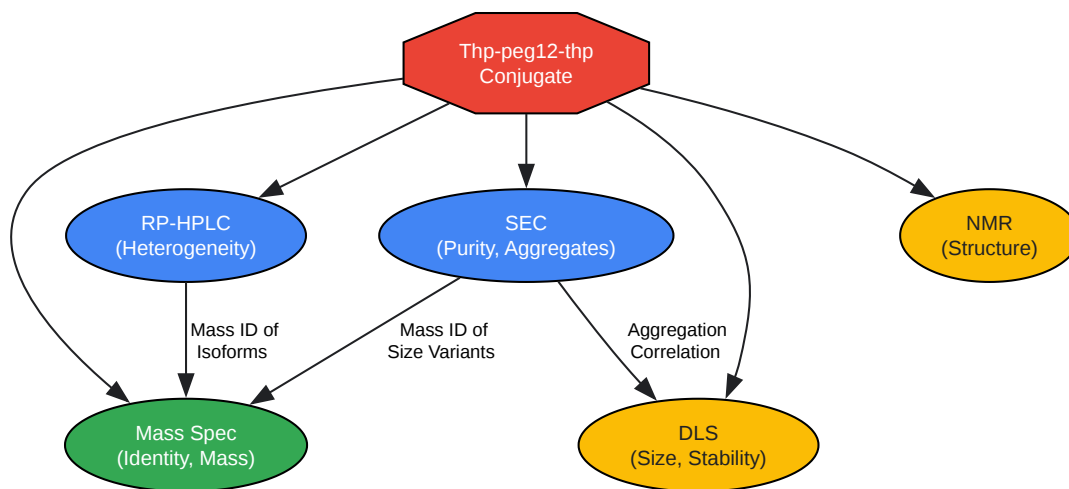 Thp-peg12-thp
Conjugate
RP-HPLC
(Heterogeneity)
SEC
(Purity, Aggregates)
NMR
(Structure)
Mass ID of
Isoforms
Mass ID of
Size Variants
Aggregation
Correlation
Mass Spec
(Identity, Mass)
DLS
(Size, Stability)